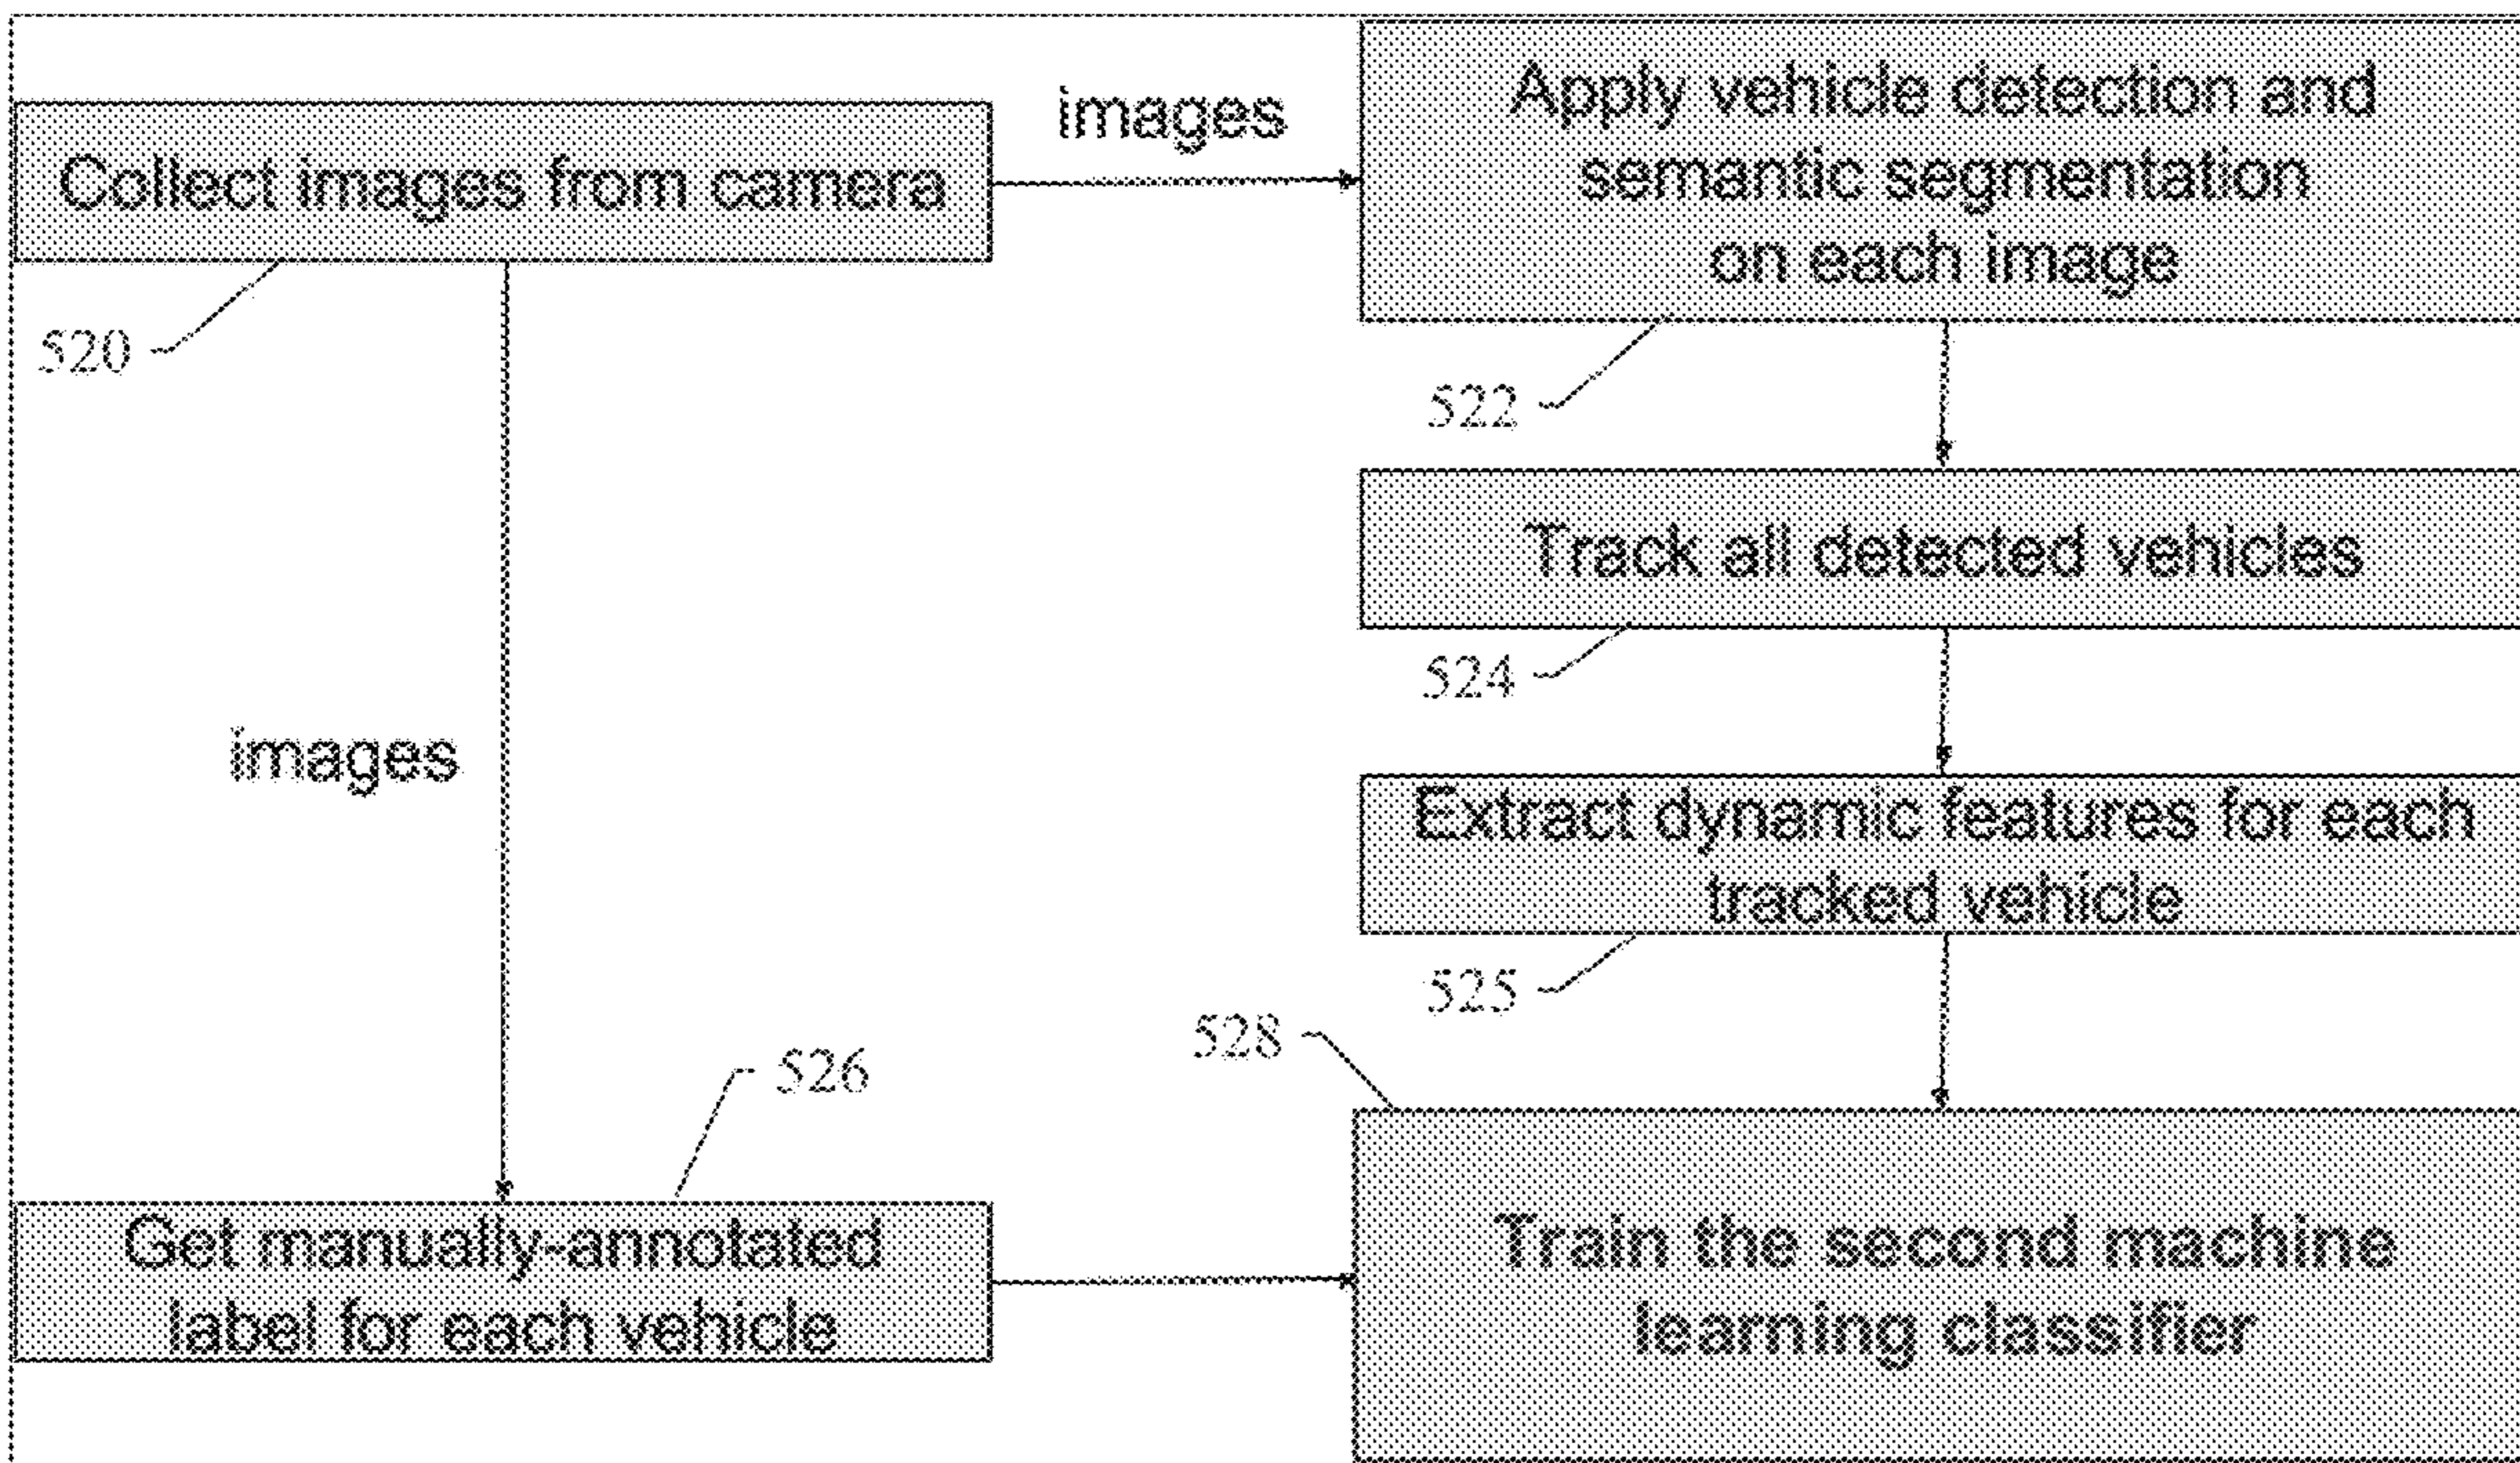 Collect images from camera
520
images
Apply vehicle detection and
semantic segmentation
on each image
522
Track all detected vehicles
524
images
Extract dynamic features for each
tracked vehicle
525
526
528
Get manually-annotated
label for each vehicle
Train the second machine
learning classifier